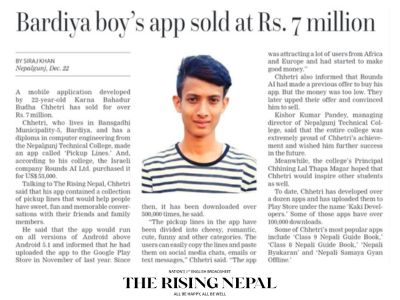 Bardiya boy's app sold at Rs. 7 million
BY SIRAJ KHAN
Nepalgunj, Dec. 22
A mobile application developed
by 22-year-old Karna Bahadur
Budha Chhetri has sold for over
Rs. 7 million.
Chhetri, who lives in Bansgadhi
Municipality-5, Bardiya, and has a
diploma in computer engineering from
the Nepalgunj Technical College, made
an app called 'Pickup Lines.' And,
according to his college, the Israeli
company Rounds AI Ltd. purchased it
for US$ 55,000.
Talking to The Rising Nepal, Chhetri
said that his app contained a collection
of pickup lines that would help people
have sweet, fun and memorable conver-
sations with their friends and family
members.
He said that the app would run
on all versions of Android above
Android 5.1 and informed that he had
uploaded the app to the Google Play
Store in November of last year. Since
then, it has been downloaded over
500,000 times, he said.
"The pickup lines in the app have
been divided into cheesy, romantic,
cute, funny and other categories. The
users can easily copy the lines and paste
them on social media chats, emails or
text messages," Chhetri said. "The app
was attracting a lot of users from Africa
and Europe and had started to make
good money."
Chhetri also informed that Rounds
AI had made a previous offer to buy his
app. But the money was too low. They
later upped their offer and convinced
him to sell.
Kishor Kumar Pandey, managing
director of Nepalgunj Technical Col-
lege, said that the entire college was
extremely proud of Chhetri's achieve-
ment and wished him further success
in the future.
Meanwhile, the college's Principal
Chhining Lal Thapa Magar hoped that
Chhetri would inspire other students
as well.
To date, Chhetri has developed over
a dozen apps and has uploaded them to
Play Store under the name 'Kaki Devel-
opers.' Some of those apps have over
100,000 downloads.
Some of Chhetri's most popular apps
include 'Class 8 Nepali Guide Book,'
'Class 6 Nepali Guide Book,' 'Nepali
Byakaran' and 'Nepali Samaya Gyan
Offline.'
NATION'S 1ST ENGLISH BROADSHEET
THE RISING NEPAL
ALL BE HAPPY, ALL BE WELL